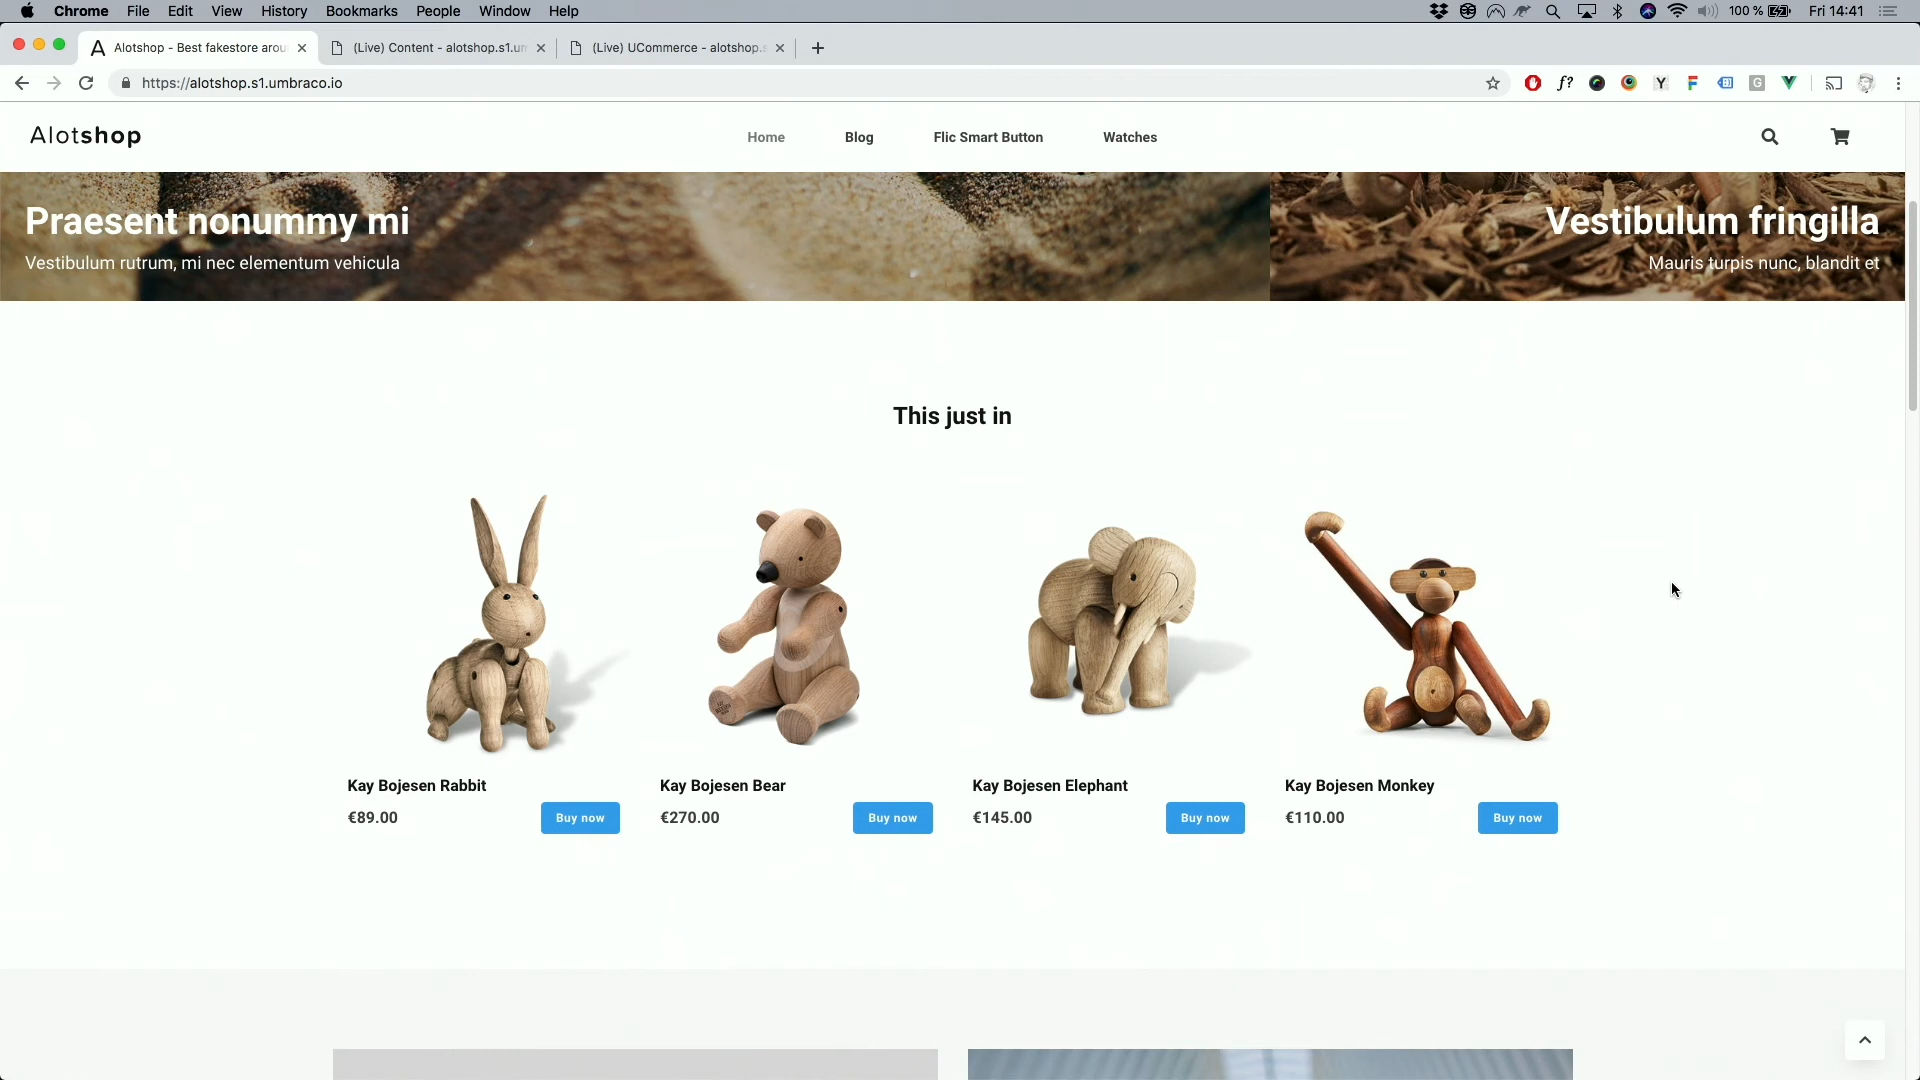 Chrome File Edit View History Bookmarks People Window Help 100 % Fri 14:41
Alotshop - Best fakestore arou (Live) Content - alotshop.s1.um (Live) UCommerce - alotshop.s
https://alotshop.s1.umbraco.io
Alotshop Home Blog Flic Smart Button Watches
Praesent nonummy mi
Vestibulum rutrum, mi nec elementum vehicula
Vestibulum fringilla
Mauris turpis nunc, blandit et
This just in
Kay Bojesen Rabbit Kay Bojesen Bear Kay Bojesen Elephant Kay Bojesen Monkey
€89.00 Buy now €270.00 Buy now €145.00 Buy now €110.00 Buy now